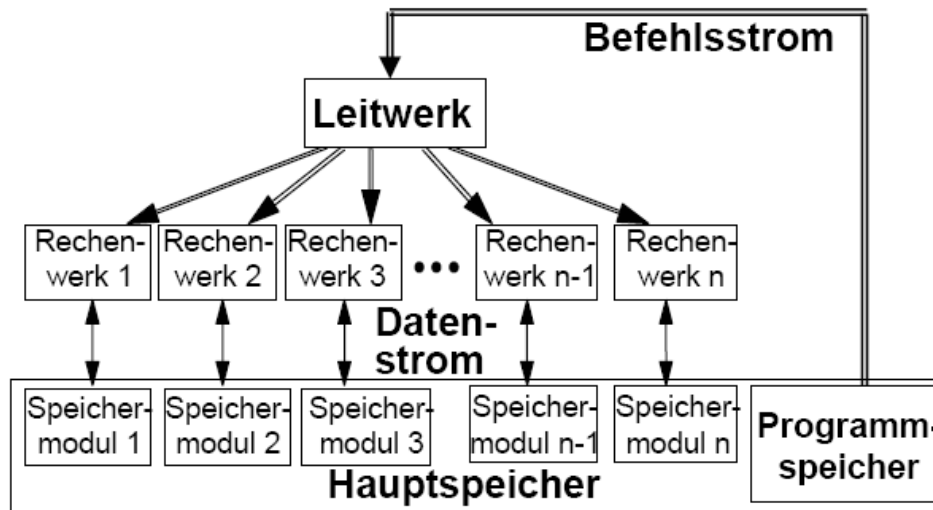 Befehlsstrom
Leitwerk
Rechen-
werk 1
Rechen-
werk 2
Rechen-
werk 3
•••
Rechen-
werk n-1
Rechen-
werk n
Daten-
strom
Speicher-
modul 1
Speicher-
modul 2
Speicher-
modul 3
Speicher-
modul n-1
Speicher-
modul n
Programm-
speicher
Hauptspeicher